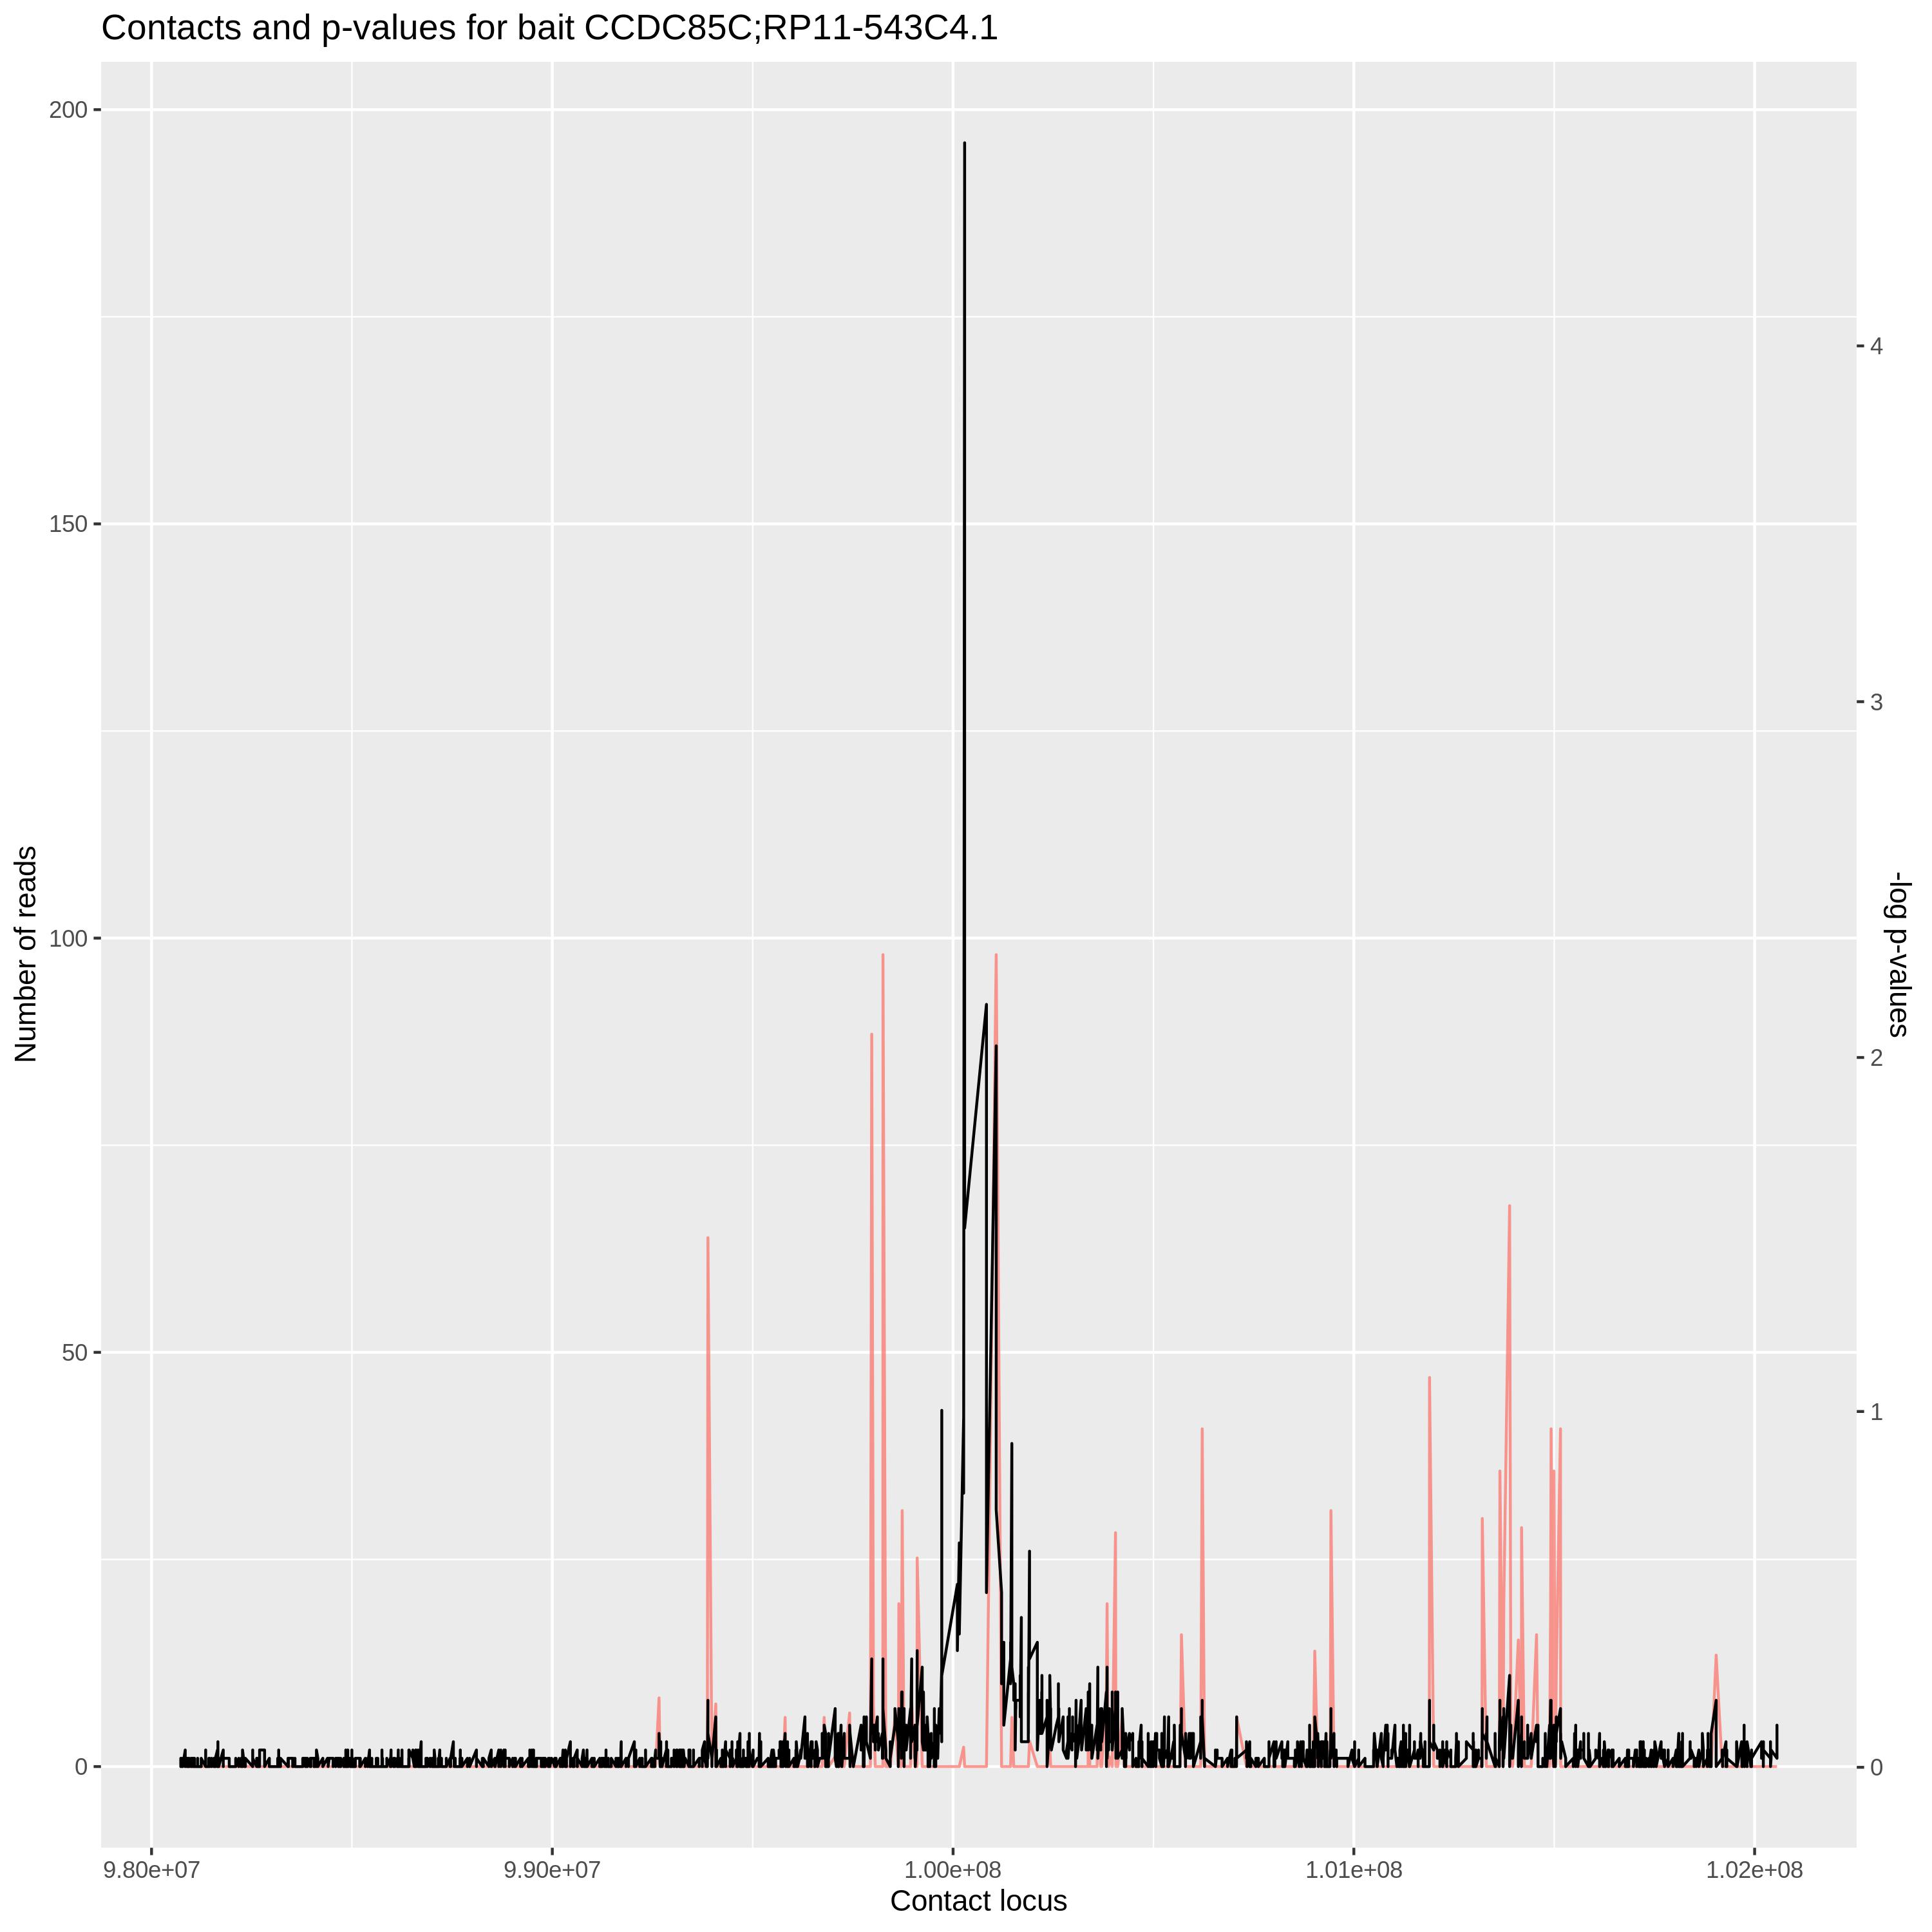 Contacts and p-values for bait CCDC85C;RP11-543C4.1
200
150
100
50
0
Number of reads
4
3
2
1
0
-log p-values
9.80e+07 9.90e+07 1.00e+08 1.01e+08 1.02e+08
Contact locus